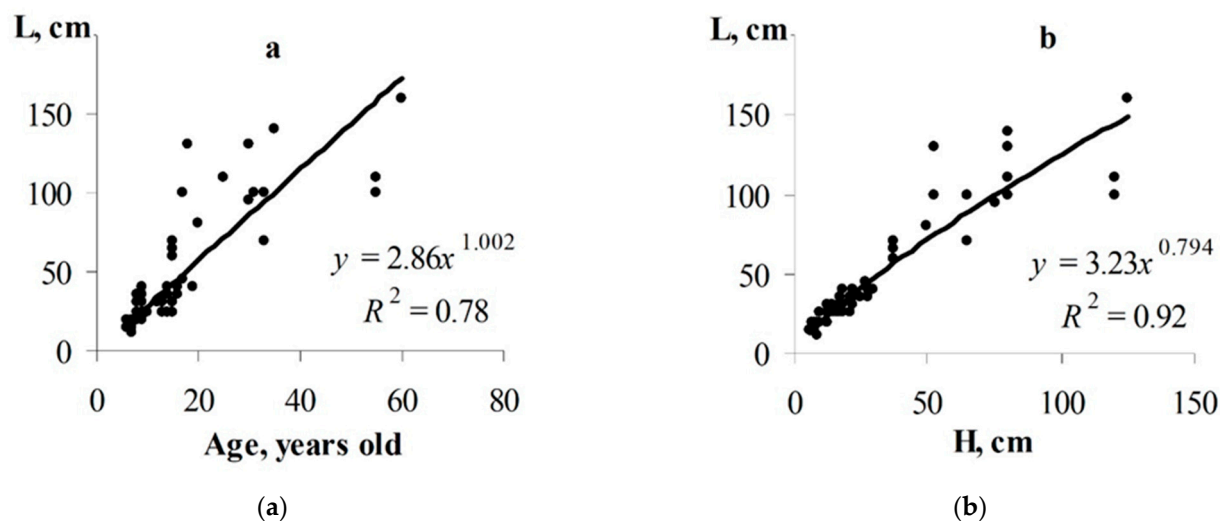 L, cm
a
150
100
50
0
0 20 40 60 80
Age, years old
y = 2.86x^1.002
R^2 = 0.78
(a)
L, cm
b
150
100
50
0
0 50 100 150
H, cm
y = 3.23x^0.794
R^2 = 0.92
(b)